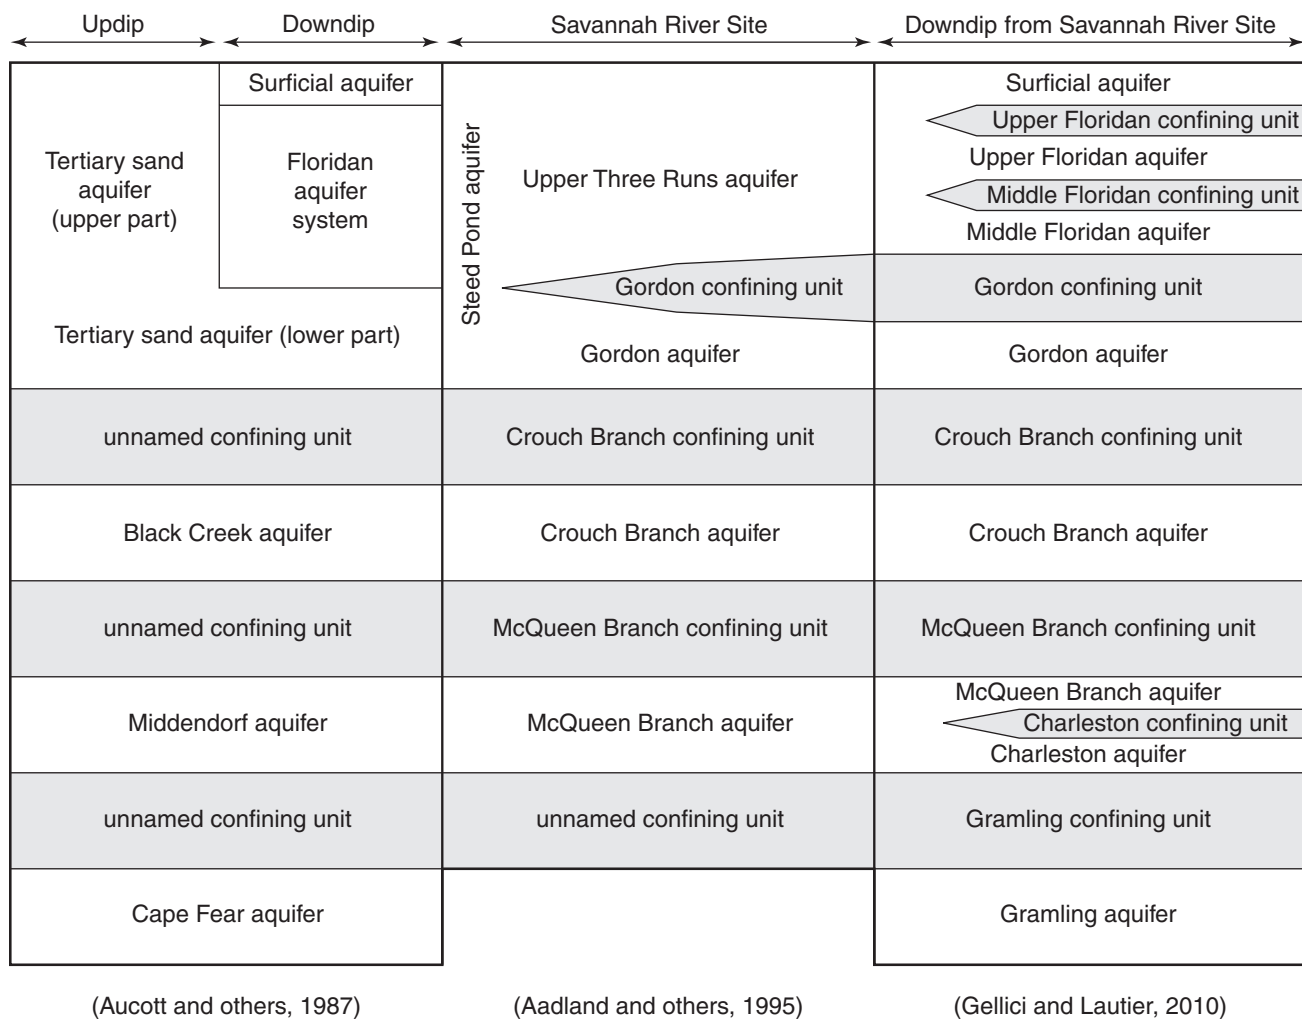 Updip
Downdip
Savannah River Site
Downdip from Savannah River Site
Tertiary sand
aquifer
(upper part)
Surficial aquifer
Floridan
aquifer
system
Tertiary sand aquifer (lower part)
unnamed confining unit
Black Creek aquifer
unnamed confining unit
Middendorf aquifer
unnamed confining unit
Cape Fear aquifer
(Aucott and others, 1987)
Steed Pond aquifer
Upper Three Runs aquifer
Gordon confining unit
Gordon aquifer
Crouch Branch confining unit
Crouch Branch aquifer
McQueen Branch confining unit
McQueen Branch aquifer
unnamed confining unit
(Aadland and others, 1995)
Surficial aquifer
Upper Floridan confining unit
Upper Floridan aquifer
Middle Floridan confining unit
Middle Floridan aquifer
Gordon confining unit
Gordon aquifer
Crouch Branch confining unit
Crouch Branch aquifer
McQueen Branch confining unit
McQueen Branch aquifer
Charleston confining unit
Charleston aquifer
Gramling confining unit
Gramling aquifer
(Gellici and Lautier, 2010)